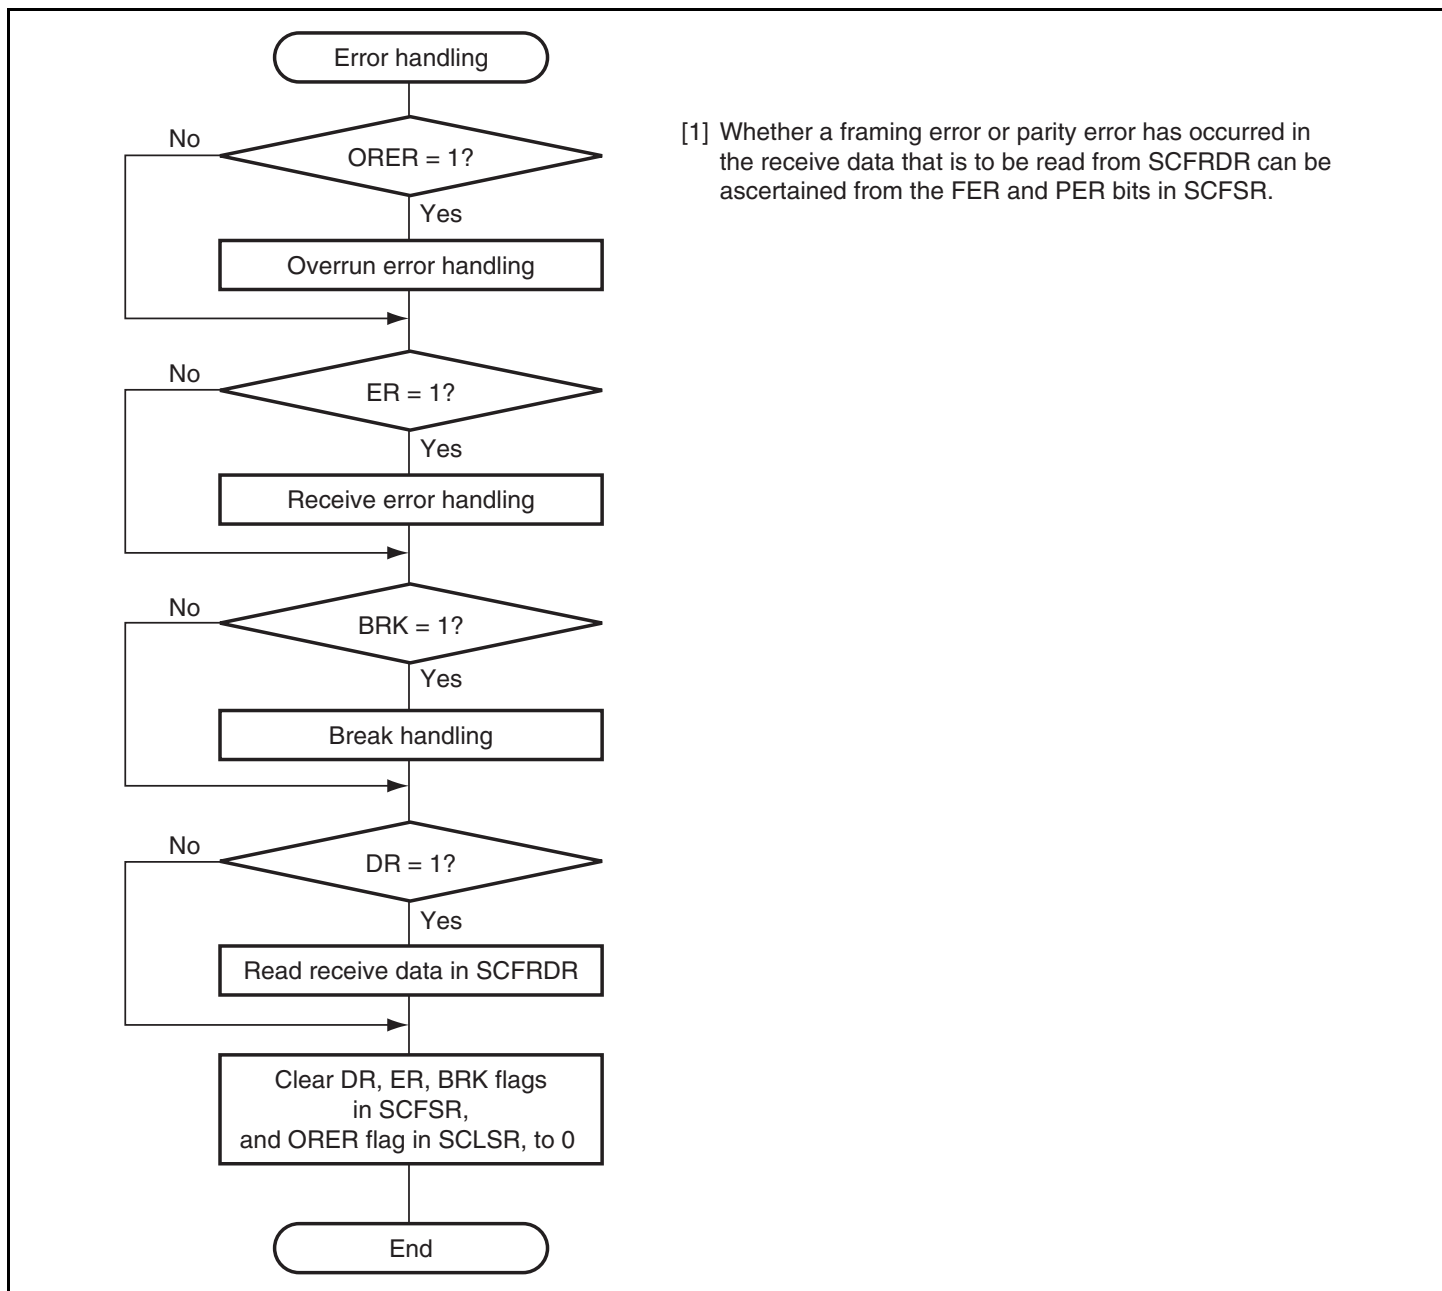 Error handling
No
ORER = 1?
Yes
Overrun error handling
No
ER = 1?
Yes
Receive error handling
No
BRK = 1?
Yes
Break handling
No
DR = 1?
Yes
Read receive data in SCFRDR
Clear DR, ER, BRK flags
in SCFSR,
and ORER flag in SCLSR, to 0
End
[1] Whether a framing error or parity error has occurred in
the receive data that is to be read from SCFRDR can be
ascertained from the FER and PER bits in SCFSR.